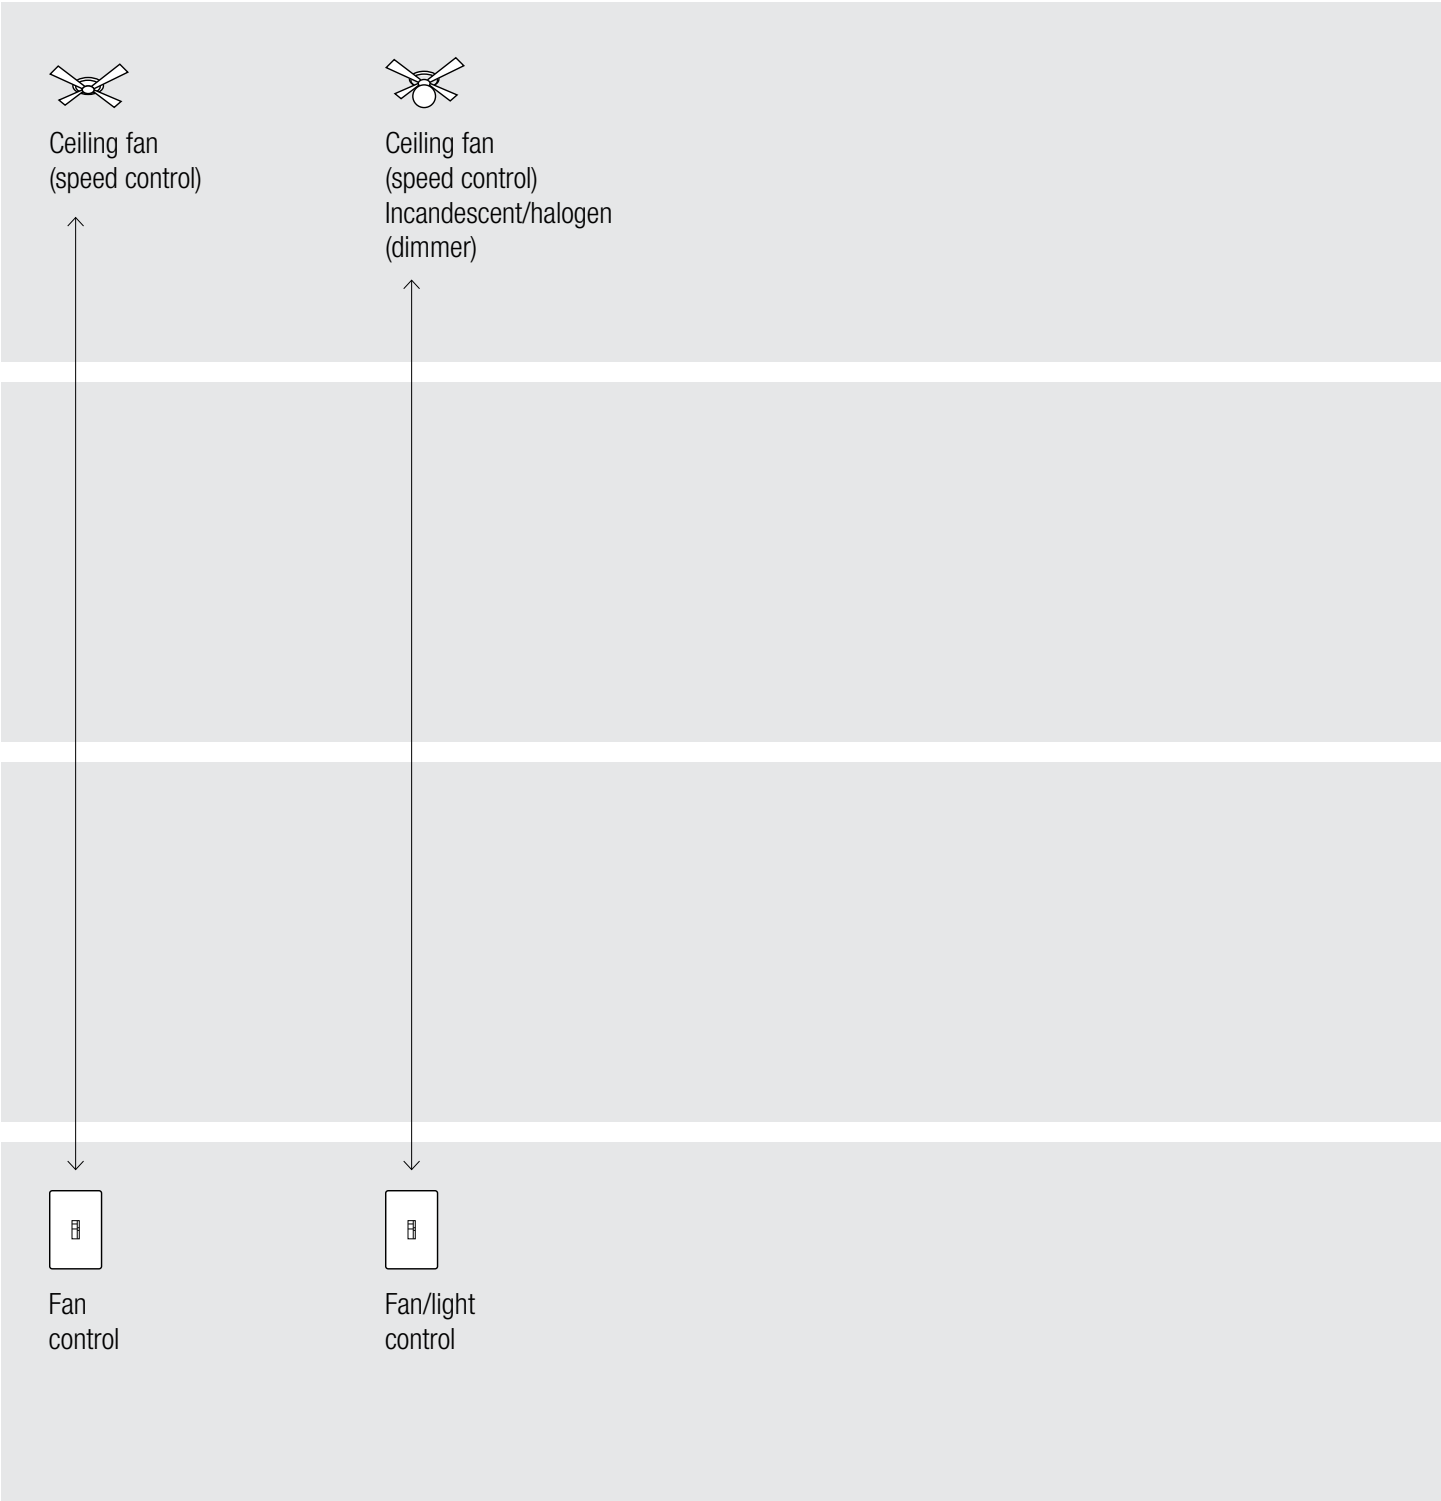 Ceiling fan
(speed control)
Ceiling fan
(speed control)
Incandescent/halogen
(dimmer)
Fan
control
Fan/light
control